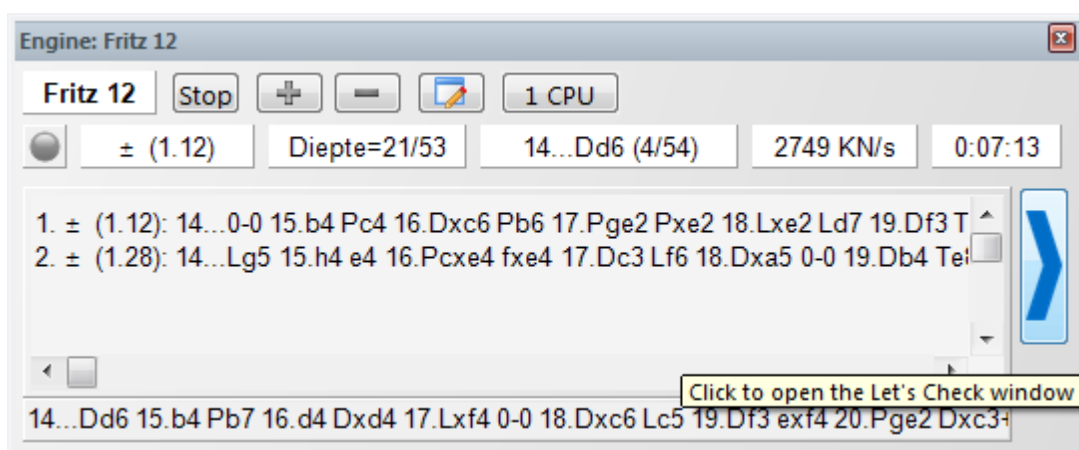 Engine: Fritz 12
Fritz 12 Stop 1 CPU
± (1.12) Diepte=21/53 14...Dd6 (4/54) 2749 KN/s 0:07:13
1. ± (1.12): 14...0-0 15.b4 Pc4 16.Dxc6 Pb6 17.Pge2 Pxe2 18.Lxe2 Ld7 19.Df3 T
2. ± (1.28): 14...Lg5 15.h4 e4 16.Pcxe4 fxe4 17.Dc3 Lf6 18.Dxa5 0-0 19.Db4
Click to open the Let's Check window
14...Dd6 15.b4 Pb7 16.d4 Dxd4 17.Lxf4 0-0 18.Dxc6 Lc5 19.Df3 exf4 20.Pge2 Dxc3+